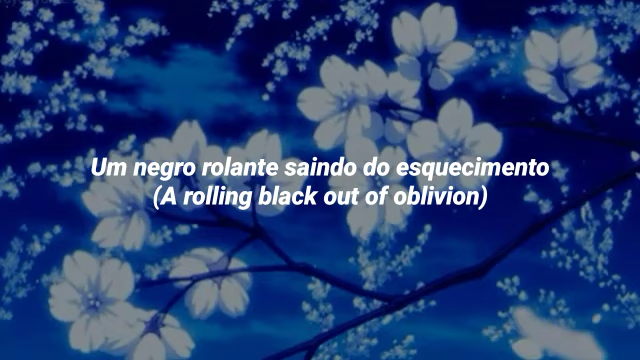 Um negro rolante saindo do esquecimento
(A rolling black out of oblivion)